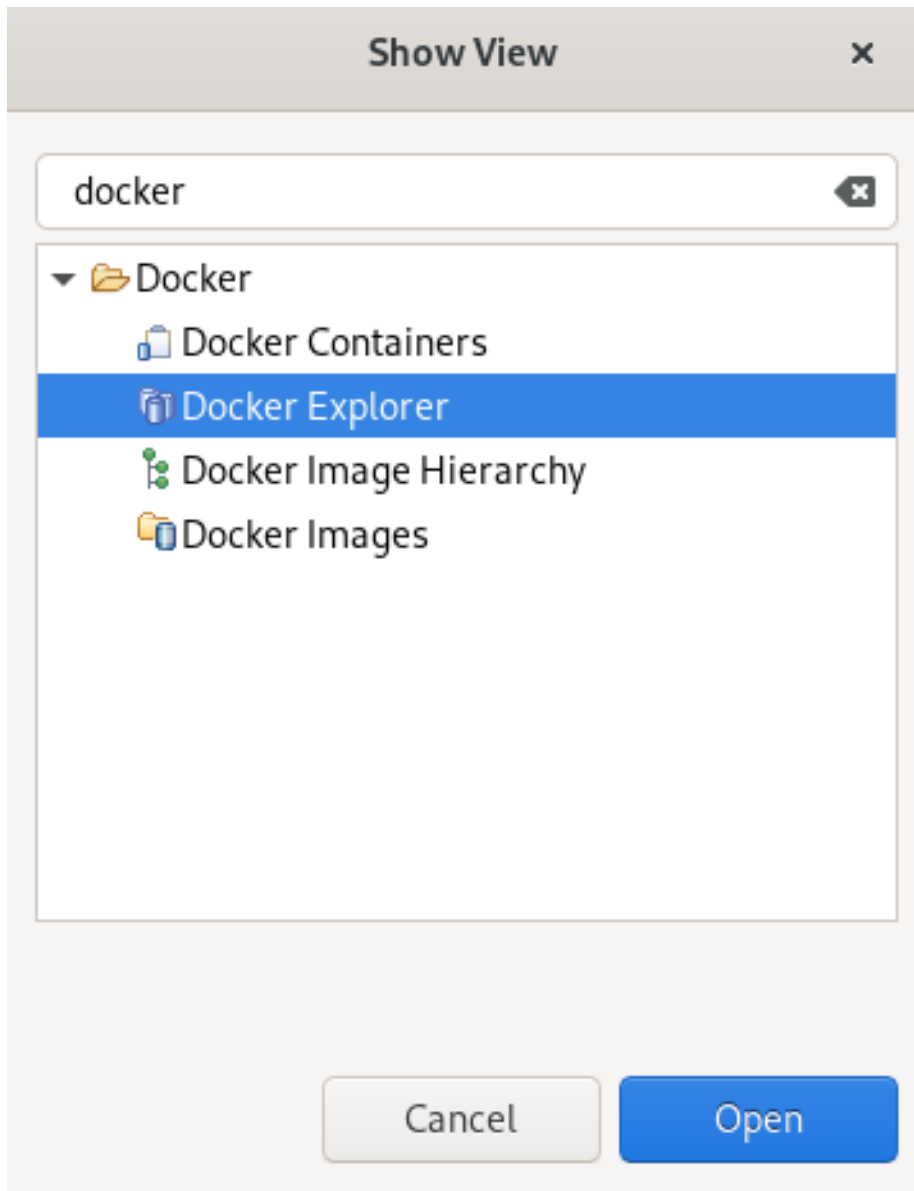 Show View
docker
Docker
Docker Containers
Docker Explorer
Docker Image Hierarchy
Docker Images
Cancel
Open